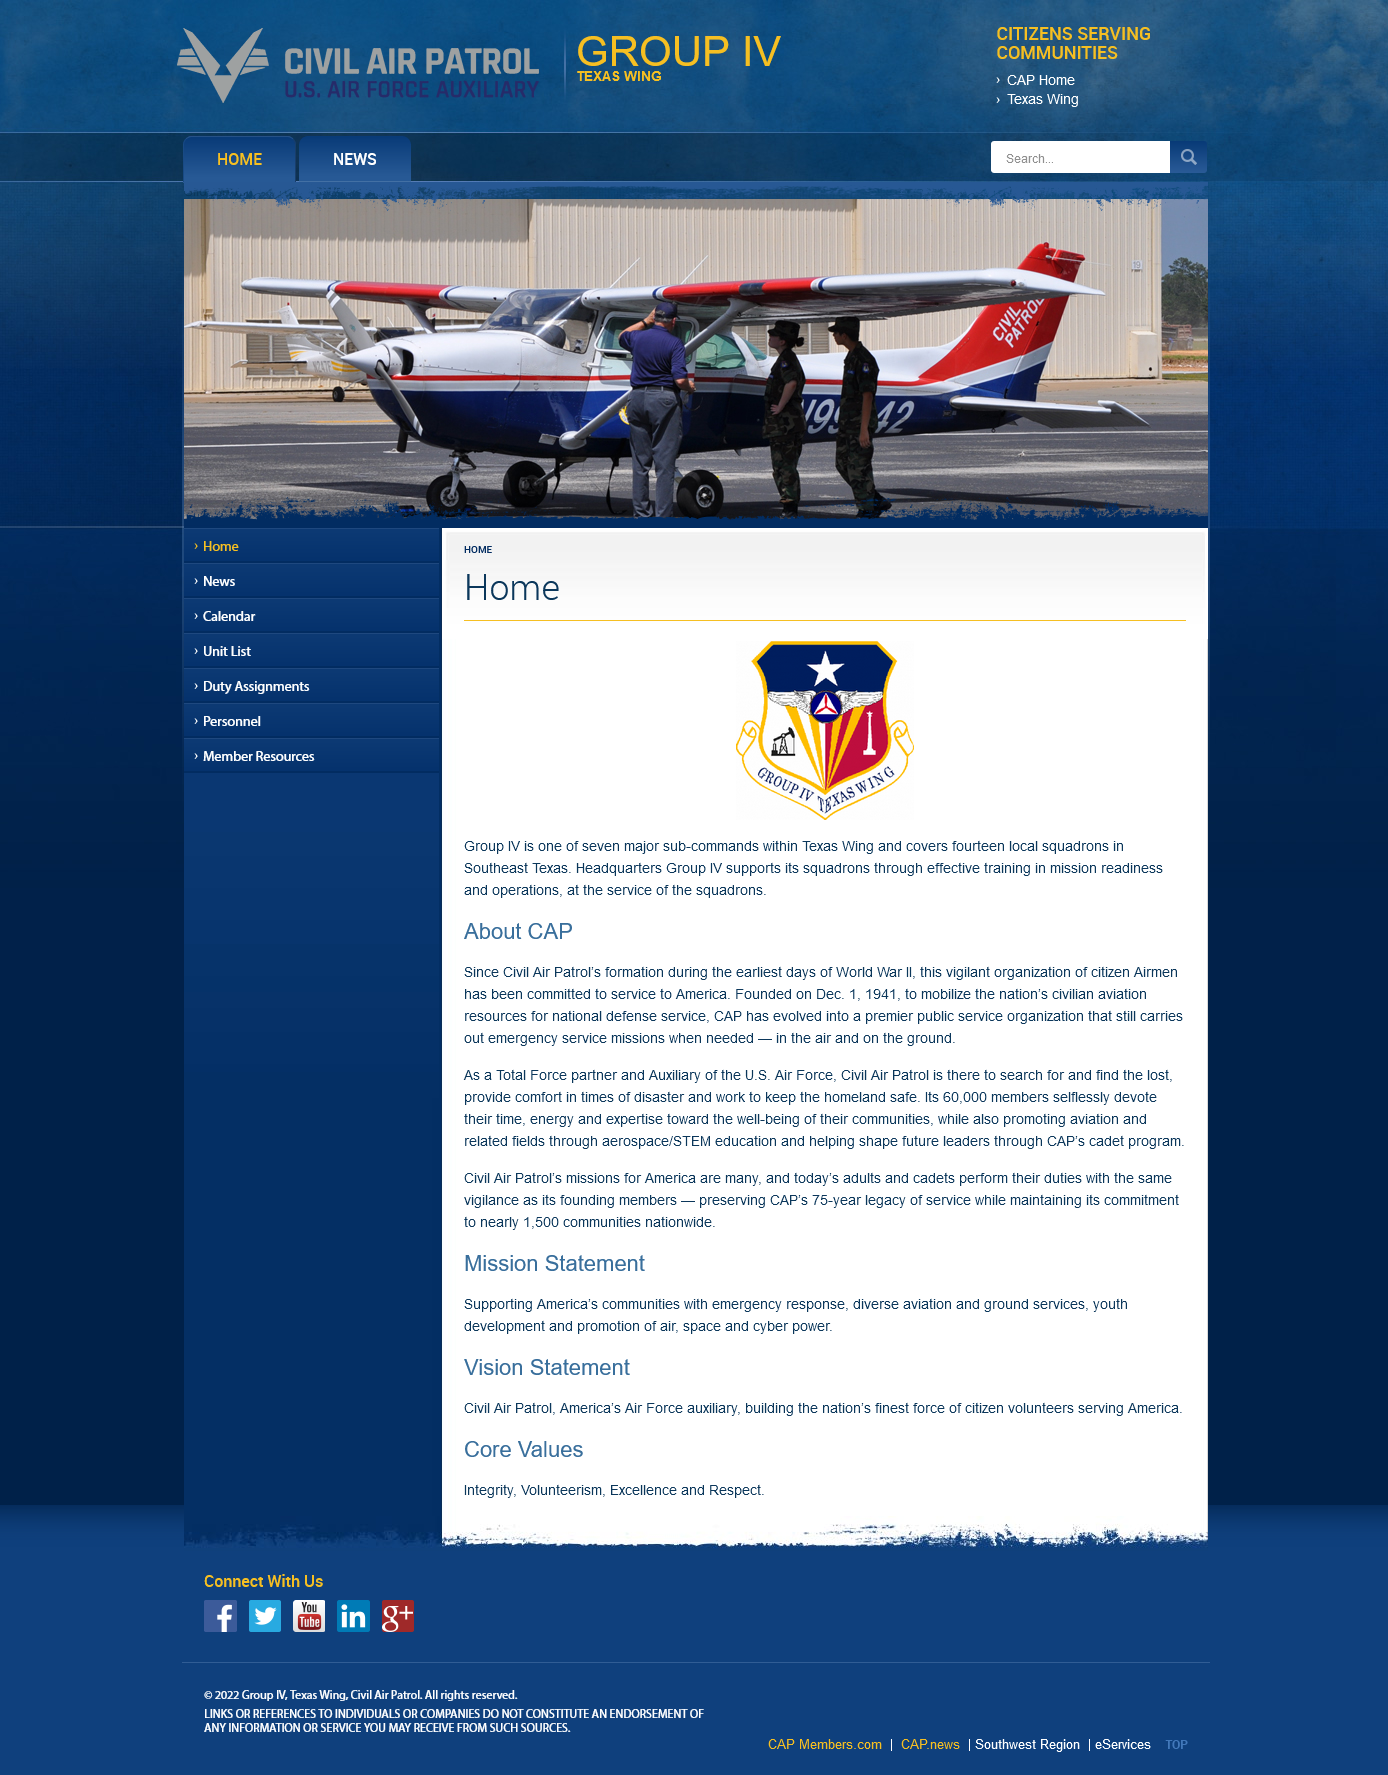 CIVIL AIR PATROL
U.S. AIR FORCE AUXILIARY
GROUP IV
TEXAS WING
CITIZENS SERVING
COMMUNITIES
› CAP Home
› Texas Wing
HOME
NEWS
Search...
19
CIVIL
PATROL
› Home
› News
› Calendar
› Unit List
› Duty Assignments
› Personnel
› Member Resources
HOME
Home
GROUP IV TEXAS WING
Group IV is one of seven major sub-commands within Texas Wing and covers fourteen local squadrons in
Southeast Texas. Headquarters Group IV supports its squadrons through effective training in mission readiness
and operations, at the service of the squadrons.
About CAP
Since Civil Air Patrol’s formation during the earliest days of World War II, this vigilant organization of citizen Airmen
has been committed to service to America. Founded on Dec. 1, 1941, to mobilize the nation’s civilian aviation
resources for national defense service, CAP has evolved into a premier public service organization that still carries
out emergency service missions when needed — in the air and on the ground.
As a Total Force partner and Auxiliary of the U.S. Air Force, Civil Air Patrol is there to search for and find the lost,
provide comfort in times of disaster and work to keep the homeland safe. Its 60,000 members selflessly devote
their time, energy and expertise toward the well-being of their communities, while also promoting aviation and
related fields through aerospace/STEM education and helping shape future leaders through CAP’s cadet program.
Civil Air Patrol’s missions for America are many, and today’s adults and cadets perform their duties with the same
vigilance as its founding members — preserving CAP’s 75-year legacy of service while maintaining its commitment
to nearly 1,500 communities nationwide.
Mission Statement
Supporting America’s communities with emergency response, diverse aviation and ground services, youth
development and promotion of air, space and cyber power.
Vision Statement
Civil Air Patrol, America’s Air Force auxiliary, building the nation’s finest force of citizen volunteers serving America.
Core Values
Integrity, Volunteerism, Excellence and Respect.
Connect With Us
f You Tube in g+
© 2022 Group IV, Texas Wing, Civil Air Patrol. All rights reserved.
LINKS OR REFERENCES TO INDIVIDUALS OR COMPANIES DO NOT CONSTITUTE AN ENDORSEMENT OF
ANY INFORMATION OR SERVICE YOU MAY RECEIVE FROM SUCH SOURCES.
CAP Members.com | CAP.news | Southwest Region | eServices TOP